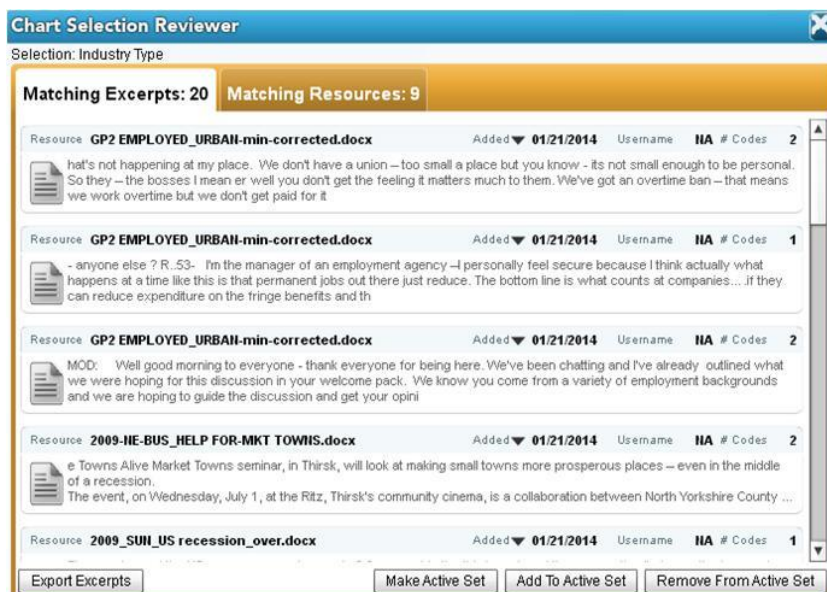 Chart Selection Reviewer
Selection: Industry Type
Matching Excerpts: 20 Matching Resources: 9
Resource GP2 EMPLOYED_URBAN-min-corrected.docx Added 01/21/2014 Username NA # Codes 2
hat's not happening at my place. We don't have a union – too small a place but you know - its not small enough to be personal.
So they – the bosses I mean er well you don't get the feeling it matters much to them. We've got an overtime ban – that means
we work overtime but we don't get paid for it
Resource GP2 EMPLOYED_URBAN-min-corrected.docx Added 01/21/2014 Username NA # Codes 1
- anyone else ? R..53- I'm the manager of an employment agency –I personally feel secure because I think actually what
happens at a time like this is that permanent jobs out there just reduce. The bottom line is what counts at companies... .if they
can reduce expenditure on the fringe benefits and th
Resource GP2 EMPLOYED_URBAN-min-corrected.docx Added 01/21/2014 Username NA # Codes 2
MOD: Well good morning to everyone - thank everyone for being here. We've been chatting and I've already outlined what
we were hoping for this discussion in your welcome pack. We know you come from a variety of employment backgrounds
and we are hoping to guide the discussion and get your opini
Resource 2009-NE-BUS_HELP FOR-MKT TOWNS.docx Added 01/21/2014 Username NA # Codes 2
e Towns Alive Market Towns seminar, in Thirsk, will look at making small towns more prosperous places – even in the middle
of a recession.
The event, on Wednesday, July 1, at the Ritz, Thirsk's community cinema, is a collaboration between North Yorkshire County ...
Resource 2009_SUN_US recession_over.docx Added 01/21/2014 Username NA # Codes 1
Export Excerpts Make Active Set Add To Active Set Remove From Active Set